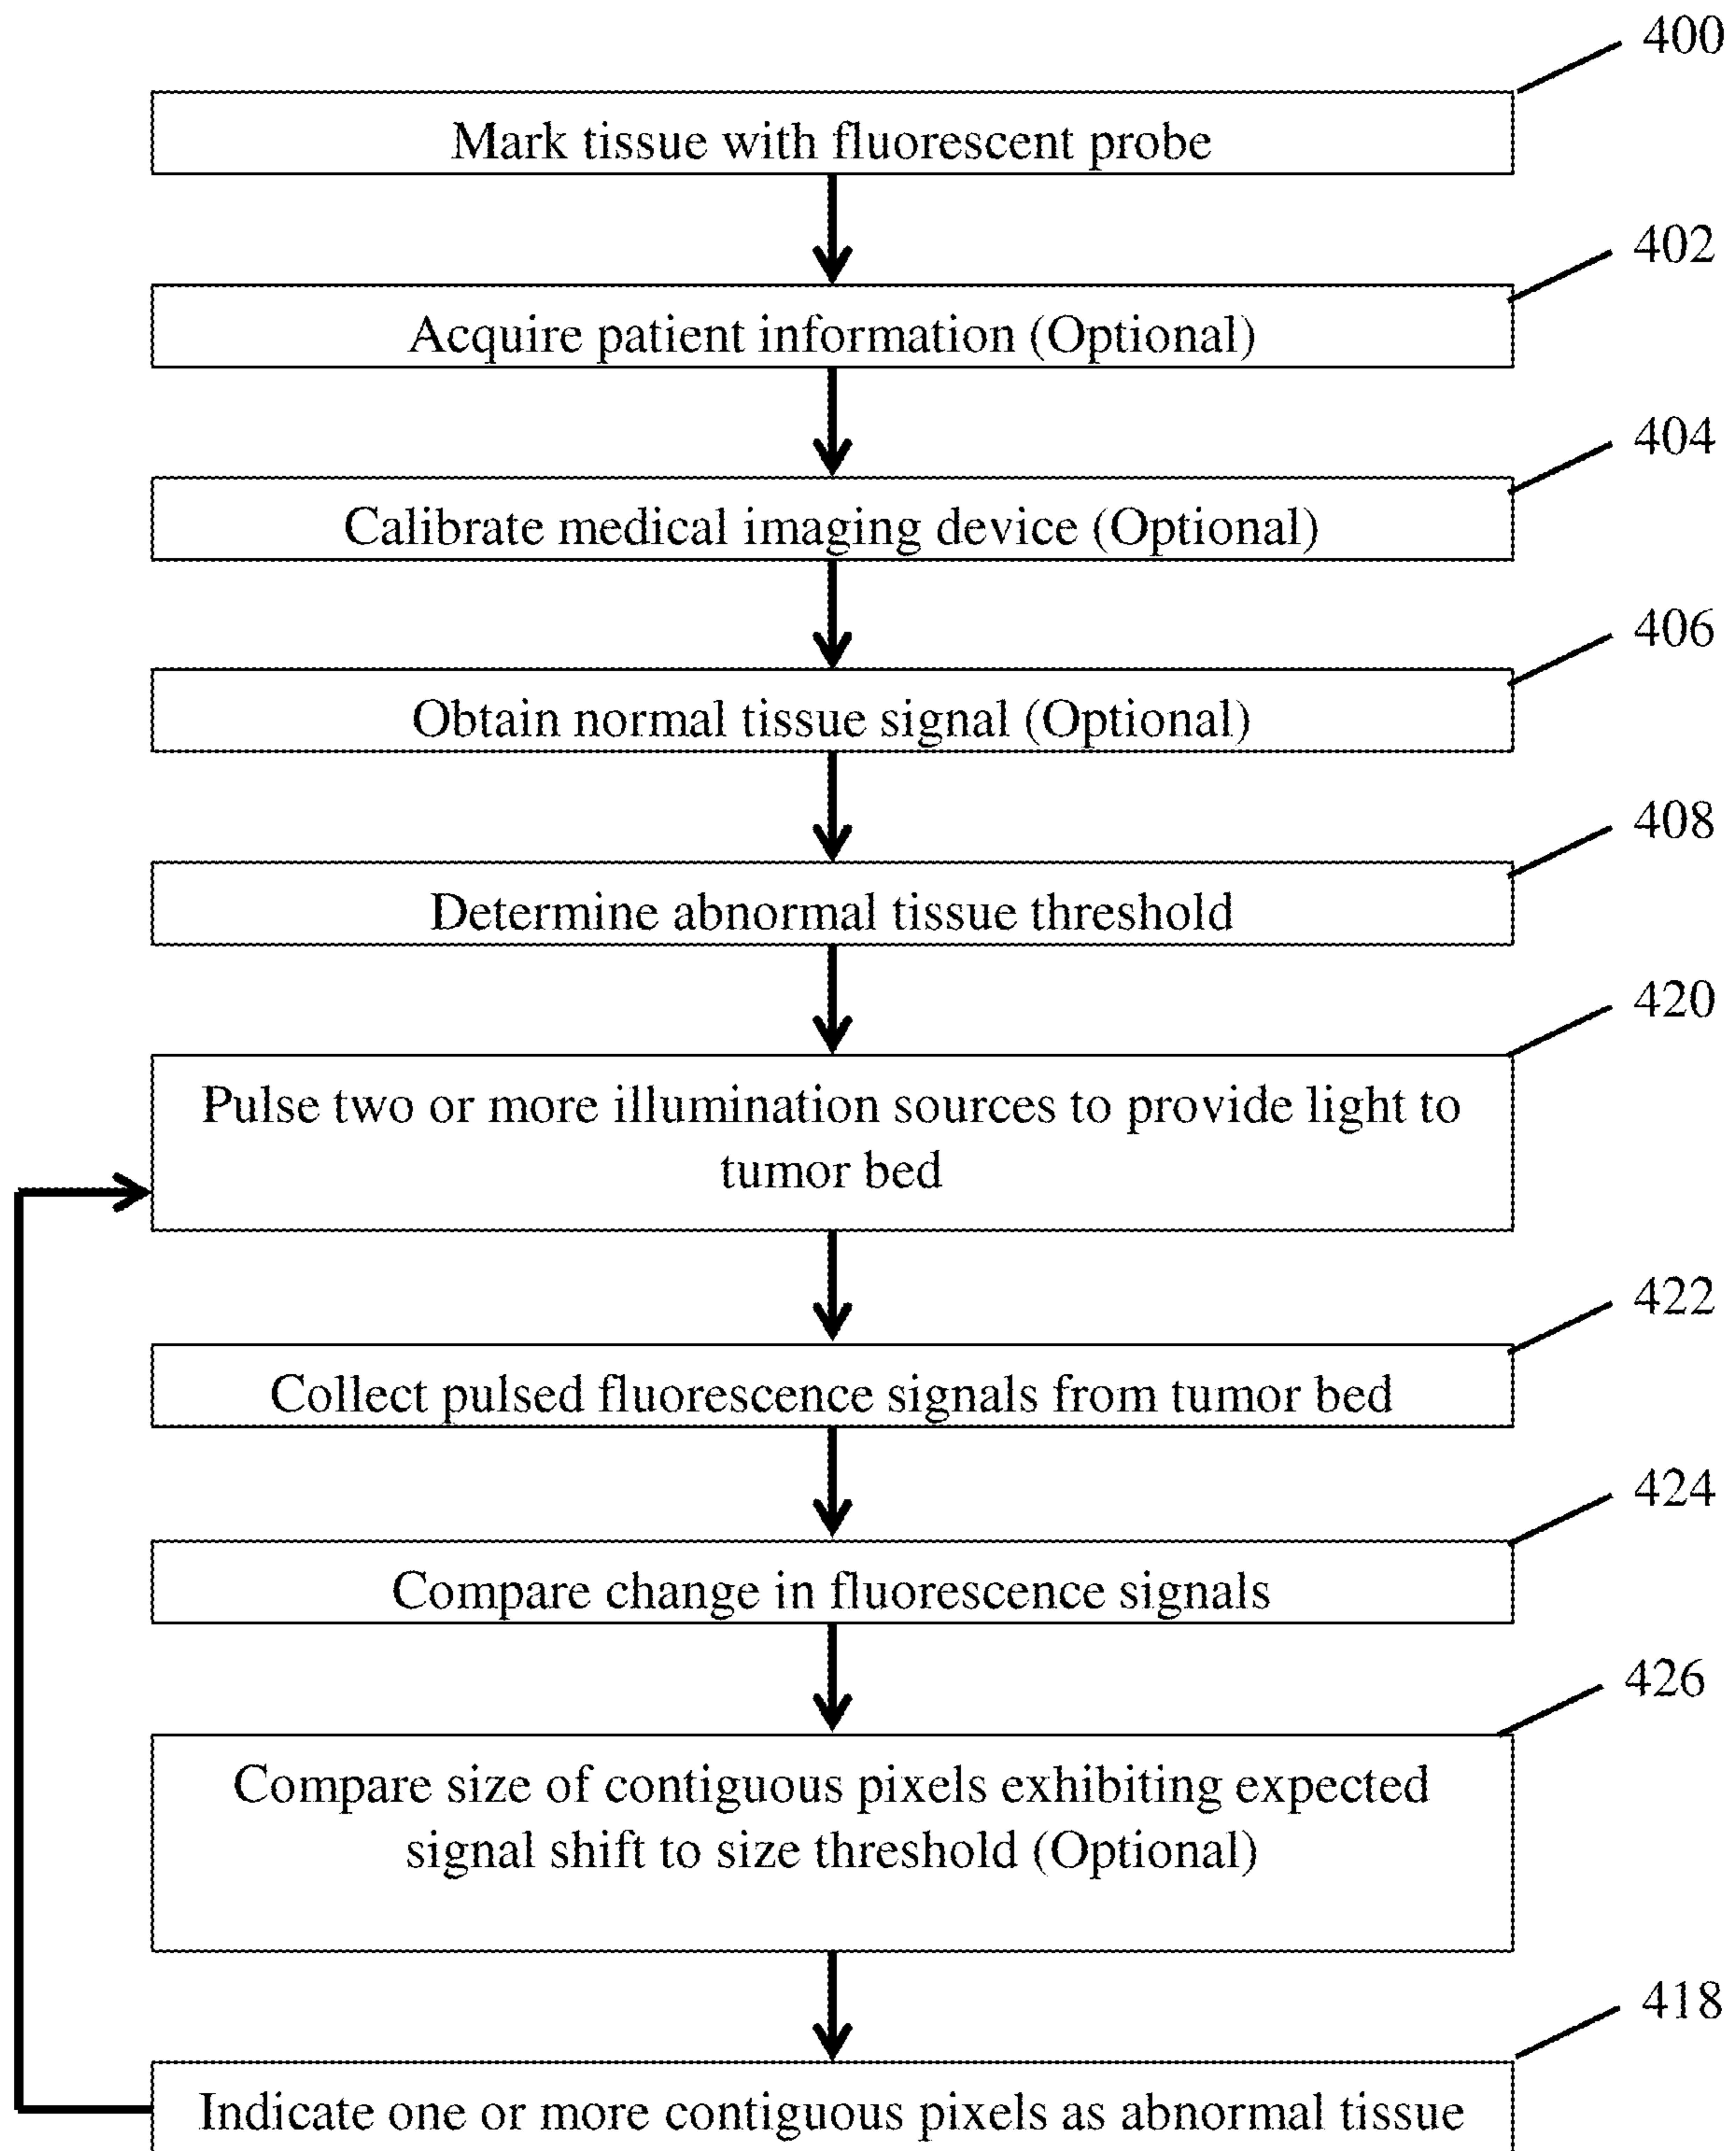 400
Mark tissue with fluorescent probe
402
Acquire patient information (Optional)
404
Calibrate medical imaging device (Optional)
406
Obtain normal tissue signal (Optional)
408
Determine abnormal tissue threshold
420
Pulse two or more illumination sources to provide light to
tumor bed
422
Collect pulsed fluorescence signals from tumor bed
424
Compare change in fluorescence signals
426
Compare size of contiguous pixels exhibiting expected
signal shift to size threshold (Optional)
418
Indicate one or more contiguous pixels as abnormal tissue